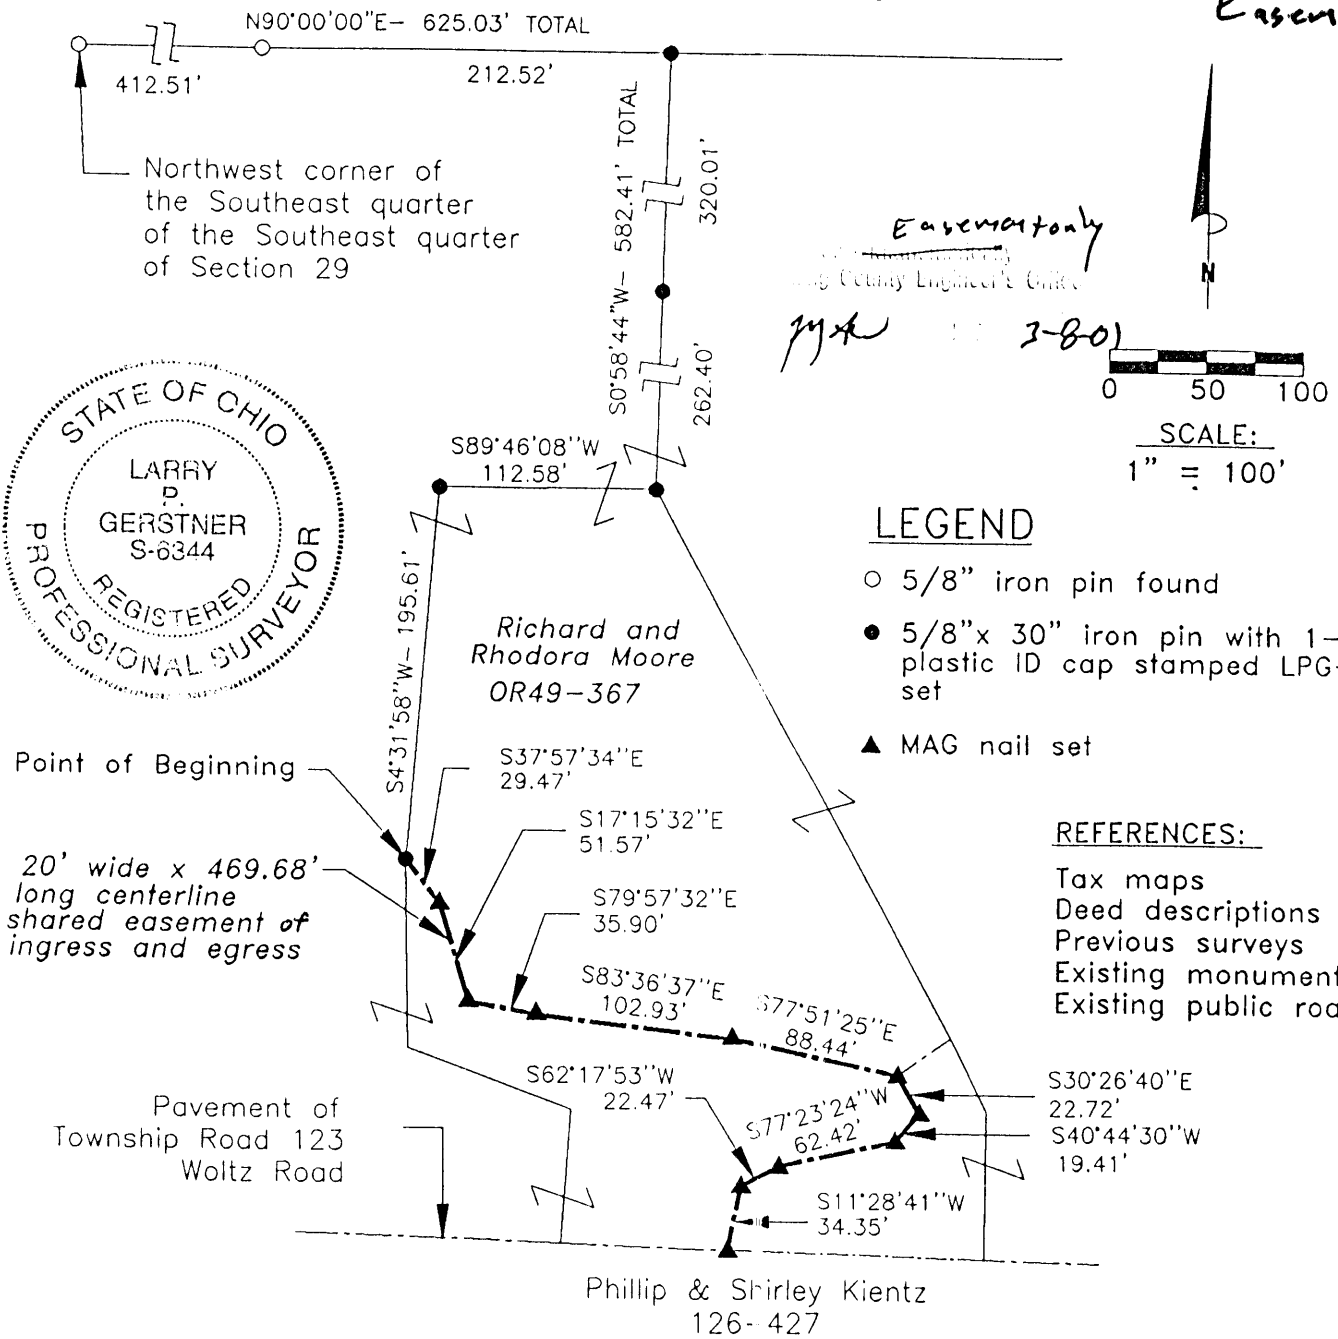 N90°00'00"E- 625.03' TOTAL
412.51'
212.52'
Northwest corner of
the Southeast quarter
of the Southeast quarter
of Section 29
S0°58'44"W- 582.41' TOTAL
320.01'
262.40'
Easement only
County Engineer's Office
3-8-01
N
0 50 100
SCALE:
1" = 100'
STATE OF OHIO
LARRY
P.
GERSTNER
S-6344
REGISTERED
PROFESSIONAL SURVEYOR
S89°46'08"W
112.58'
S4°31'58"W- 195.61'
Richard and
Rhodora Moore
OR49-367
LEGEND
5/8" iron pin found
5/8"x 30" iron pin with 1-
plastic ID cap stamped LPG-
set
MAG nail set
Point of Beginning
S37°57'34"E
29.47'
S17°15'32"E
51.57'
20' wide x 469.68'
long centerline
shared easement of
ingress and egress
S79°57'32"E
35.90'
S83°36'37"E
102.93'
S77°51'25"E
88.44'
REFERENCES:
Tax maps
Deed descriptions
Previous surveys
Existing monument
Existing public roa
S62°17'53"W
22.47'
S77°23'24"W
62.42'
S30°26'40"E
22.72'
S40°44'30"W
19.41'
Pavement of
Township Road 123
Woltz Road
S11°28'41"W
34.35'
Phillip & Shirley Kientz
126-427